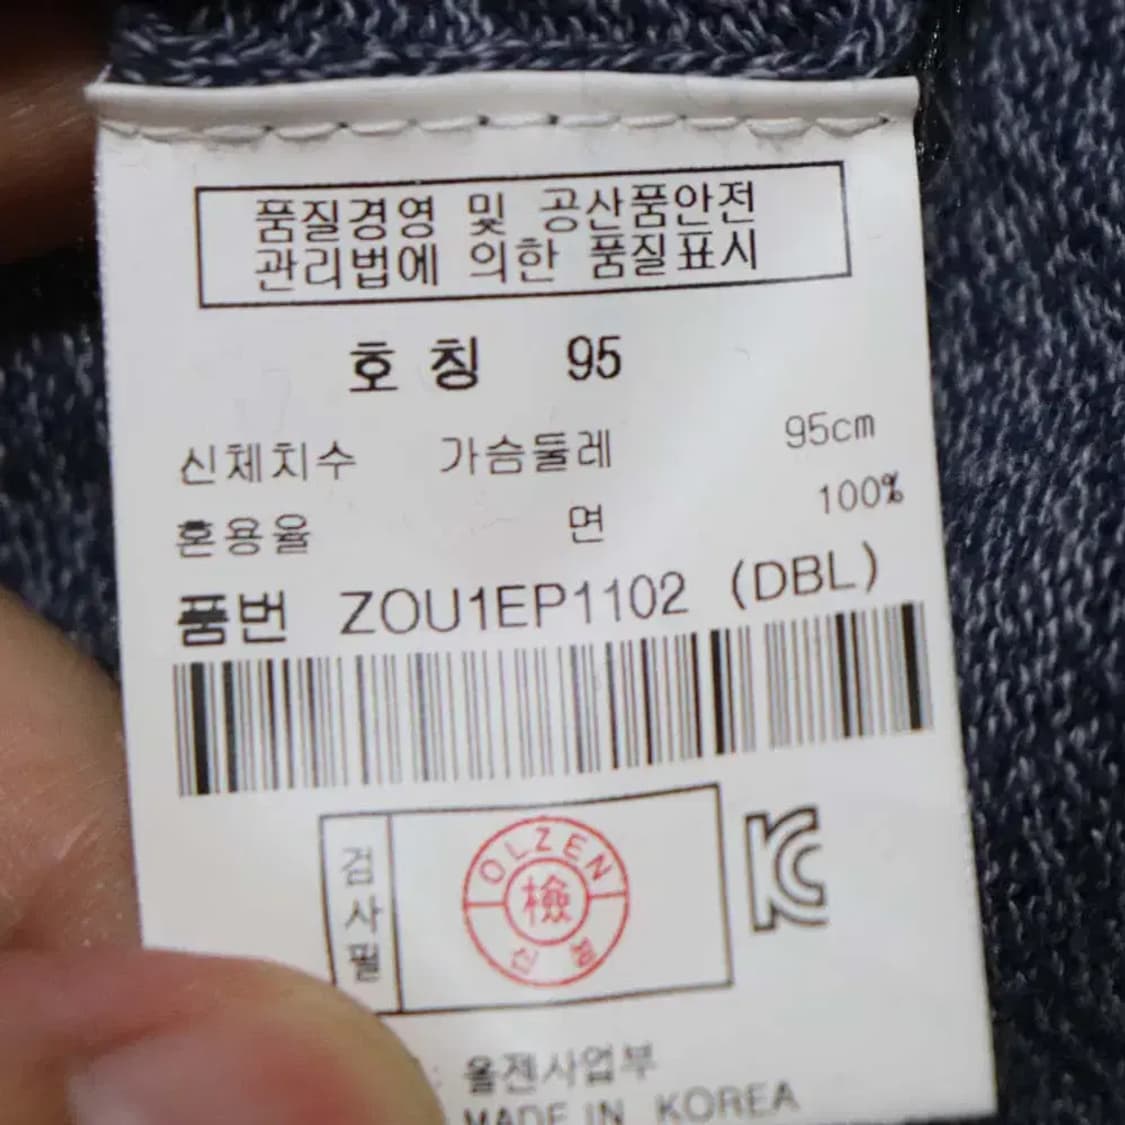 품질경영 및 공산품안전
관리법에 의한 품질표시
호 칭 95
신체치수 가슴둘레 95cm
혼용율 면 100%
품번 ZOU1EP1102 (DBL)
검사필
OLZEN
檢
KC
: 올젠사업부
MADE IN KOREA